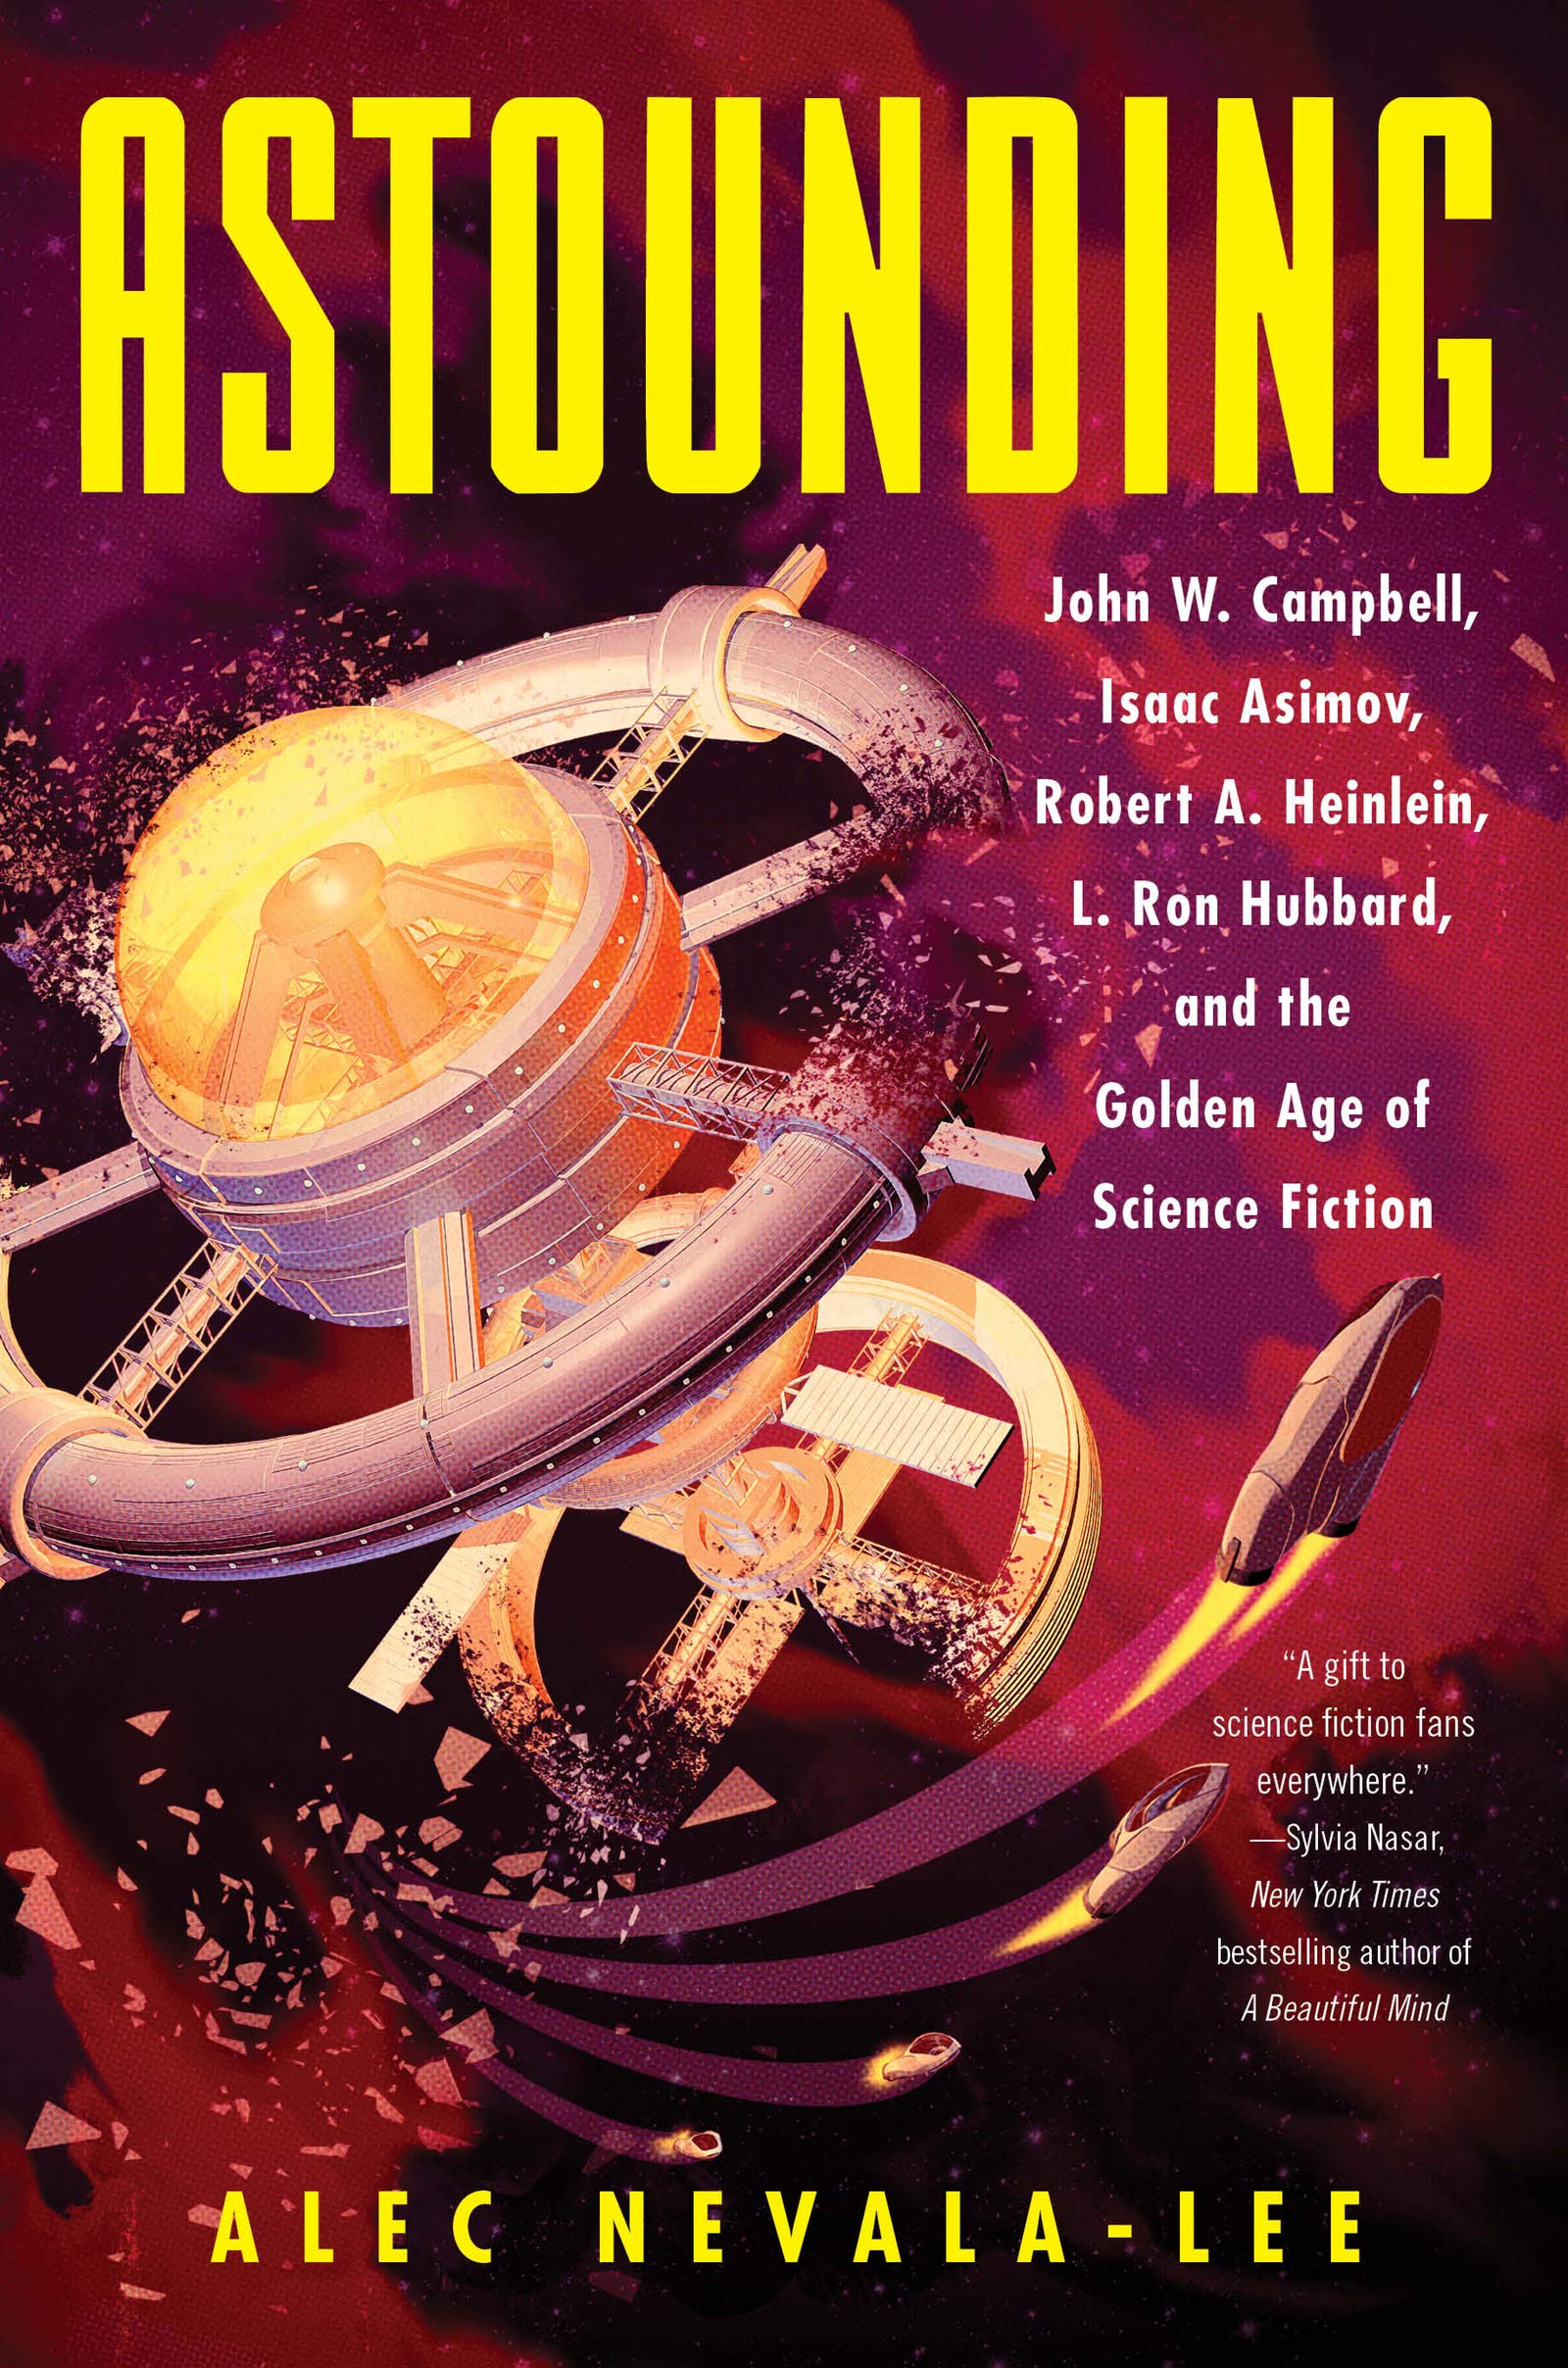 ASTOUNDING
John W. Campbell,
Isaac Asimov,
Robert A. Heinlein,
L. Ron Hubbard,
and the
Golden Age of
Science Fiction
“A gift to
science fiction fans
everywhere.”
—Sylvia Nasar,
New York Times
bestselling author of
A Beautiful Mind
ALEC NEVALA-LEE